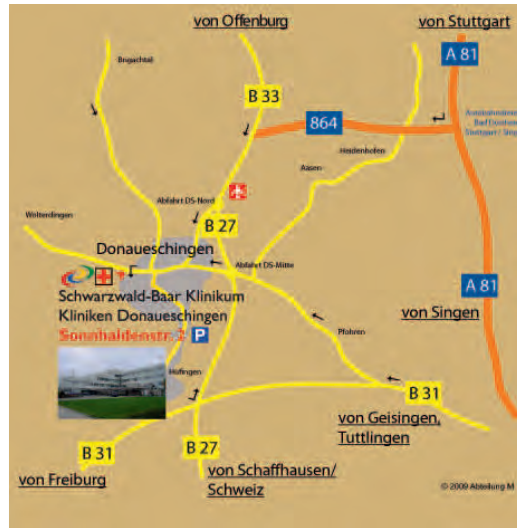 von Offenburg
von Stuttgart
A 81
Brigachtal
B 33
864
Heidenhofen
Aasen
Abfahrt DS-Nord
Wolterdingen
B 27
Donaueschingen
Abfahrt DS-Mitte
Schwarzwald-Baar Klinikum
Kliniken Donaueschingen
Sonnhaldenstr. 2 P
A 81
von Singen
Pfohren
Hüfingen
B 31
von Geisingen,
Tuttlingen
B 31
B 27
von Freiburg
von Schaffhausen/
Schweiz
© 2009 Abteilung M